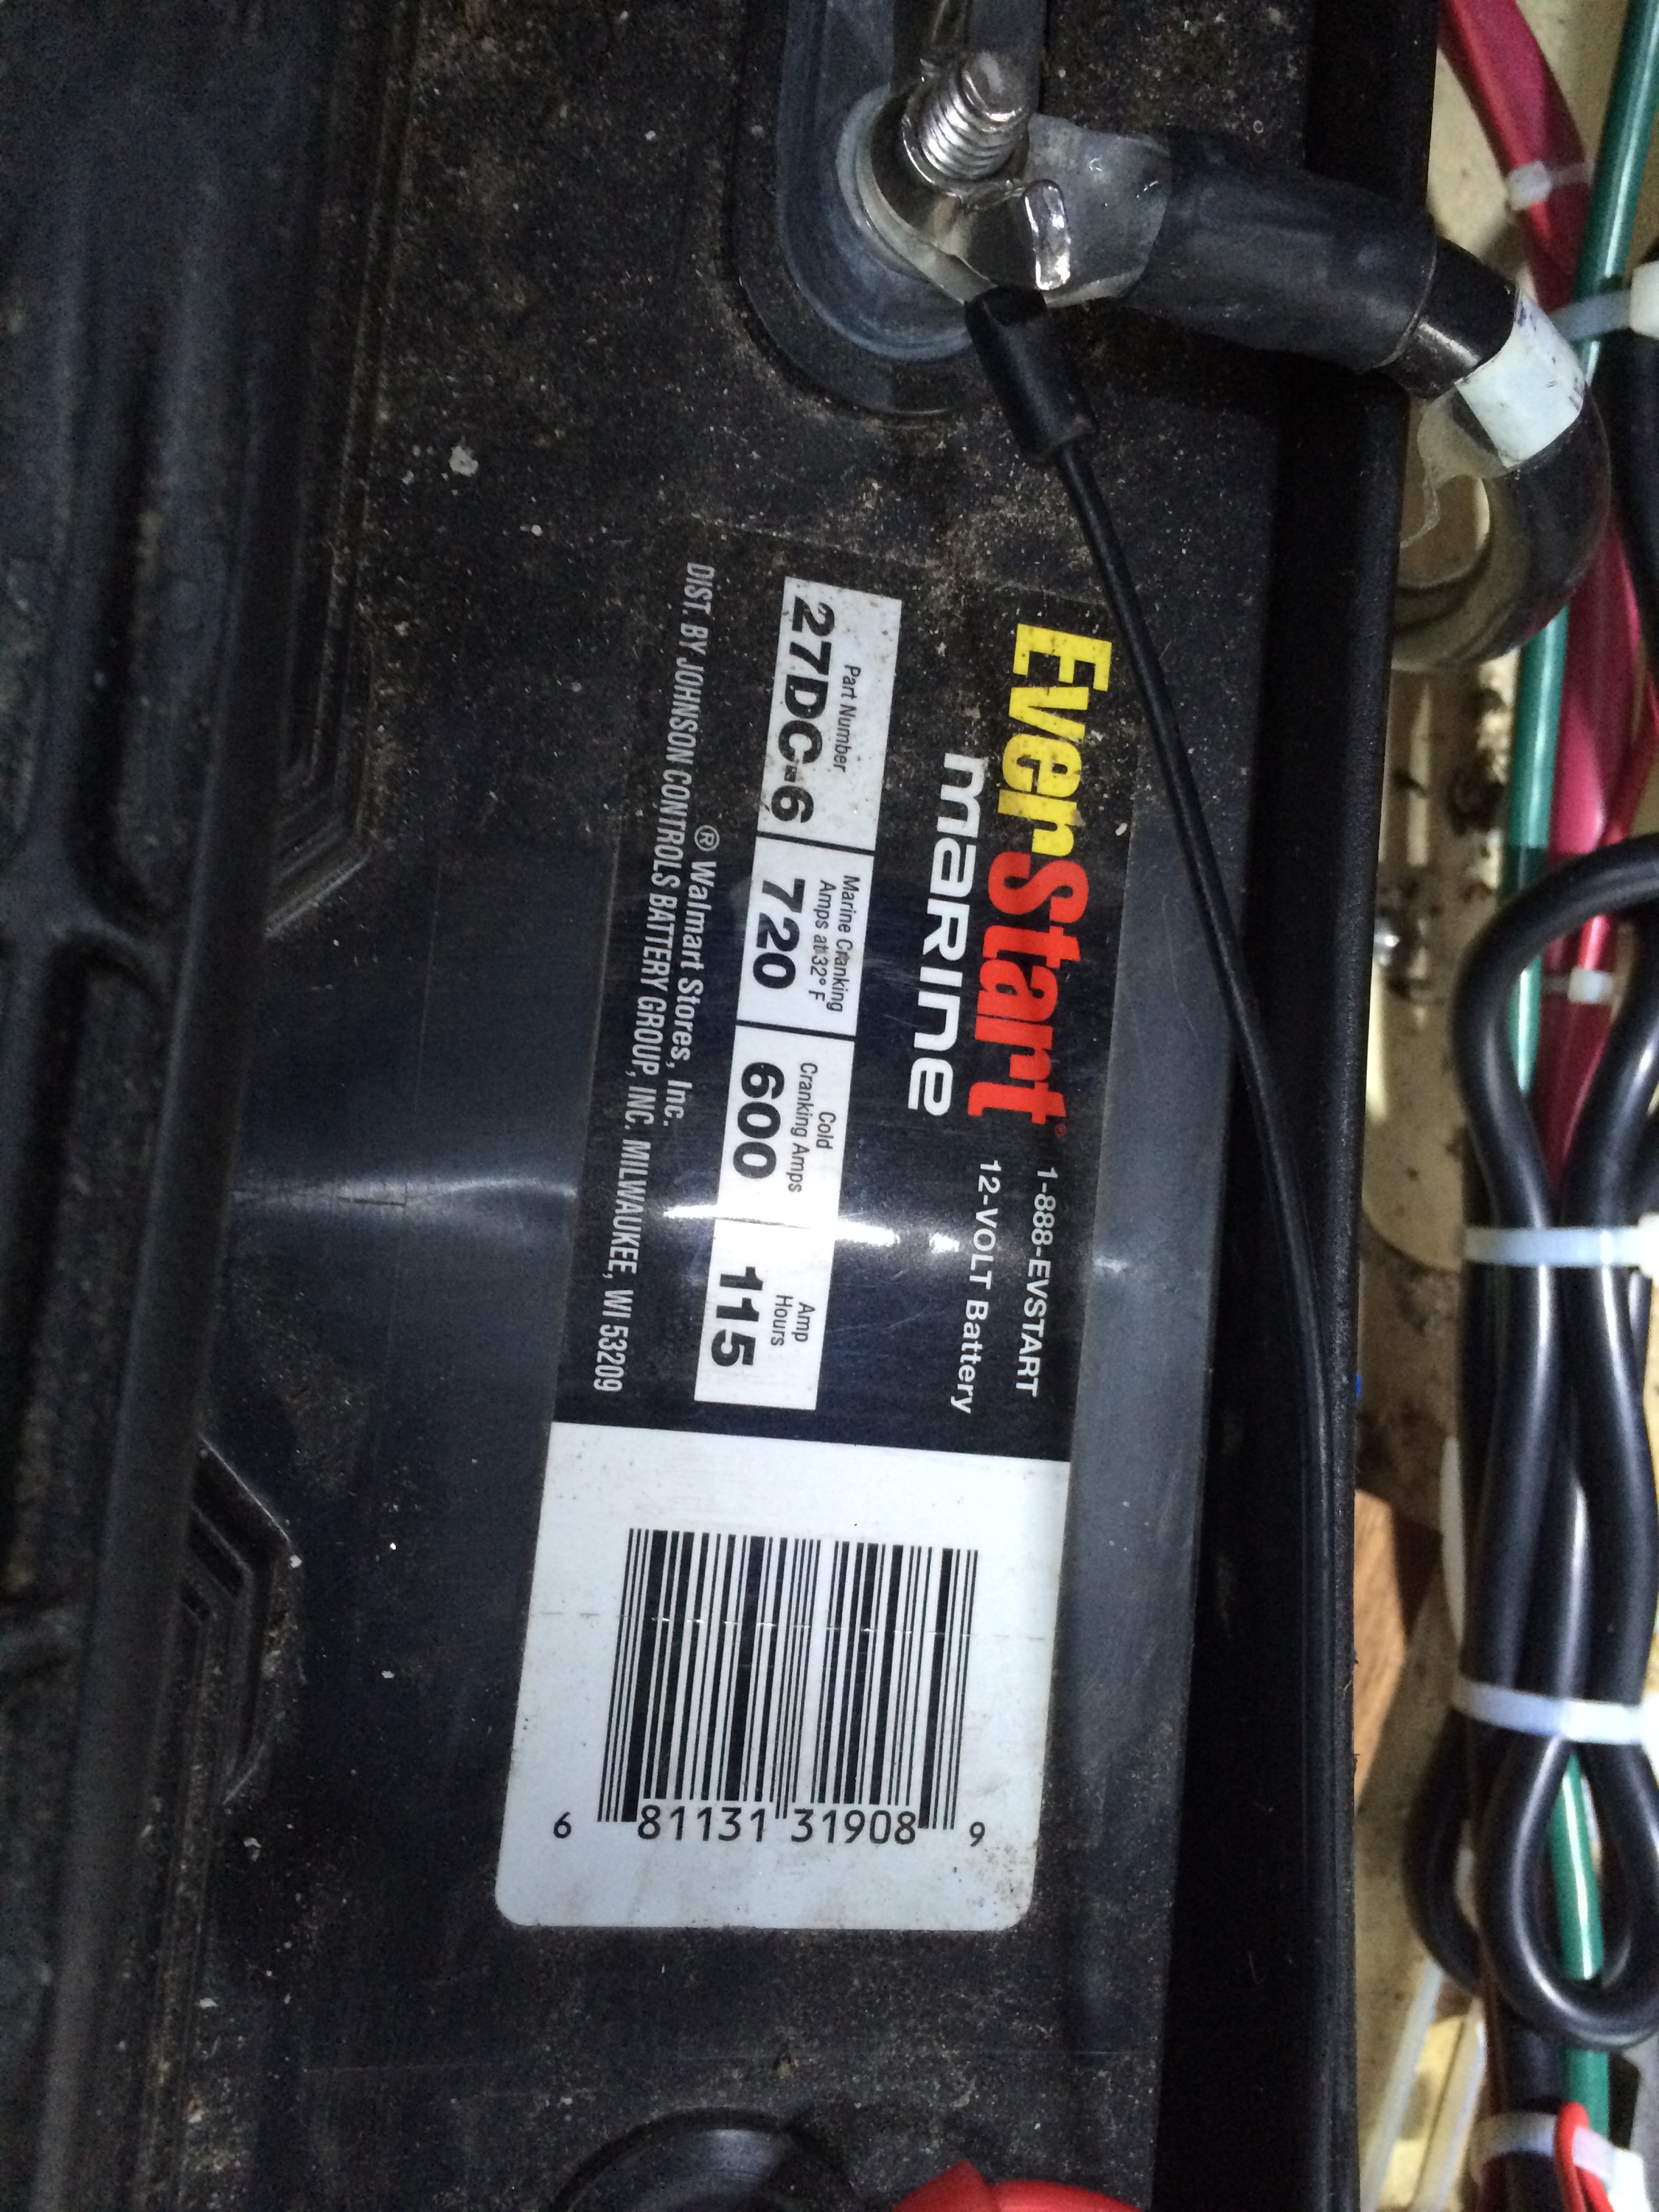 EverStart®
marine
1-888-EVSTART
12-VOLT Battery
Part Number
27DC-6
Marine Cranking
Amps at 32° F
720
Cold
Cranking Amps
600
Amp
Hours
115
® Walmart Stores, Inc.
DIST. BY JOHNSON CONTROLS BATTERY GROUP, INC. MILWAUKEE, WI 53209
6 81131 31908 9